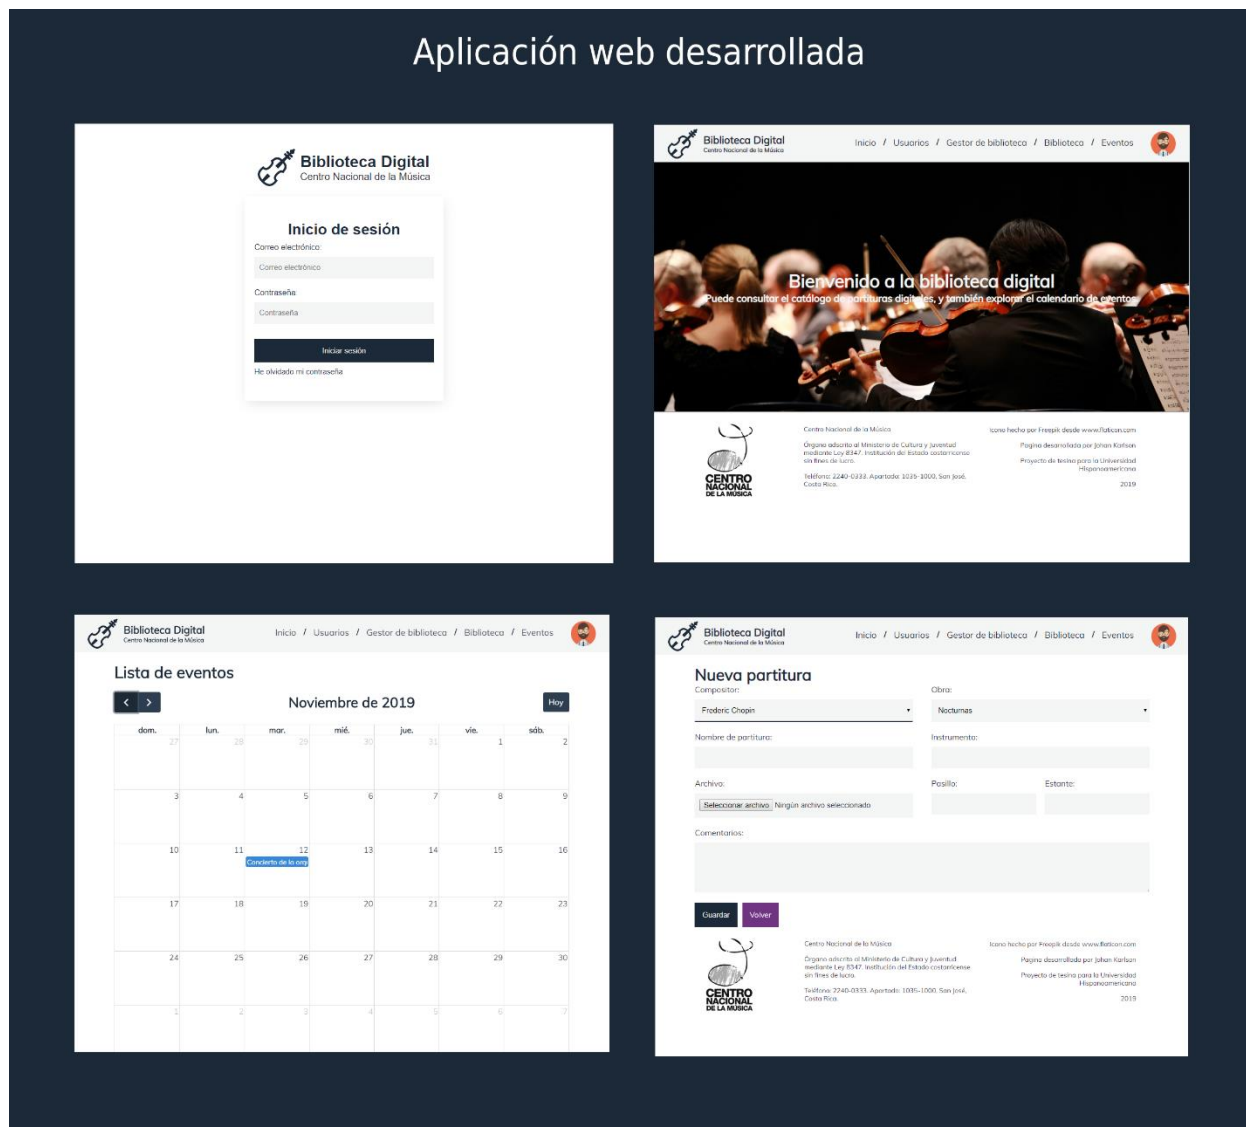 Aplicación web desarrollada
Biblioteca Digital
Centro Nacional de la Música
Inicio de sesión
Correo electrónico:
Correo electrónico
Contraseña
Contraseña
Iniciar sesión
He olvidado mi contraseña
Biblioteca Digital
Centro Nacional de la Música
Inicio / Usuarios / Gestor de biblioteca / Biblioteca / Eventos
Bienvenido a la biblioteca digital
Puede consultar el catálogo de partituras digitales, y también explorar el calendario de eventos
CENTRO
NACIONAL
DE LA MÚSICA
Centro Nacional de la Música
Órgano adscrito al Ministerio de Cultura y Juventud
mediante Ley 8347. Institución del Estado costarricense
sin fines de lucro.
Teléfono: 2240-0333. Apartado: 1035-1000, San José,
Costa Rica.
Icono hecho por Freepik desde www.flaticon.com
Pagina desarrollada por Johan Karlson
Proyecto de tesina para la Universidad
Hispanoamericana
2019
Biblioteca Digital
Centro Nacional de la Música
Inicio / Usuarios / Gestor de biblioteca / Biblioteca / Eventos
Lista de eventos
Noviembre de 2019
Hoy
dom. lun. mar. mié. jue. vie. sáb.
27 28 29 30 31 1 2
3 4 5 6 7 8 9
10 11 12 13 14 15 16
Concierto de la orq
17 18 19 20 21 22 23
24 25 26 27 28 29 30
1 2 3 4 5 6 7
Biblioteca Digital
Centro Nacional de la Música
Inicio / Usuarios / Gestor de biblioteca / Biblioteca / Eventos
Nueva partitura
Compositor: Obra:
Frederic Chopin Nocturnas
Nombre de partitura: Instrumento:
Archivo: Pasillo: Estante:
Seleccionar archivo Ningún archivo seleccionado
Comentarios:
Guardar Volver
CENTRO
NACIONAL
DE LA MÚSICA
Centro Nacional de la Música
Órgano adscrito al Ministerio de Cultura y Juventud
mediante Ley 8347. Institución del Estado costarricense
sin fines de lucro.
Teléfono: 2240-0333. Apartado: 1035-1000, San José,
Costa Rica.
Icono hecho por Freepik desde www.flaticon.com
Pagina desarrollada por Johan Karlson
Proyecto de tesina para la Universidad
Hispanoamericana
2019